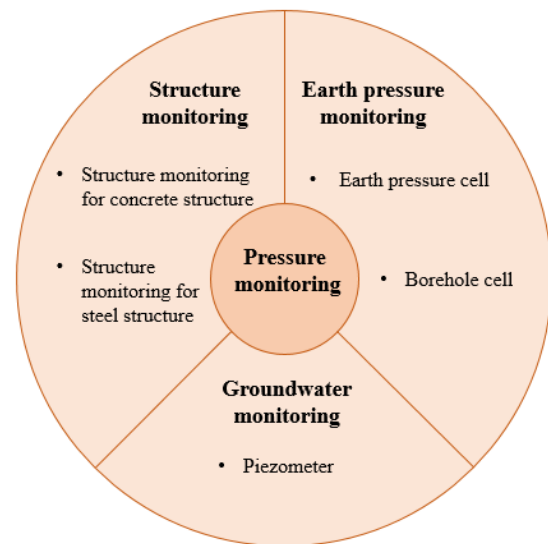 Structure
monitoring
• Structure monitoring
for concrete structure
• Structure
monitoring for
steel structure
Earth pressure
monitoring
• Earth pressure cell
• Borehole cell
Pressure
monitoring
Groundwater
monitoring
• Piezometer